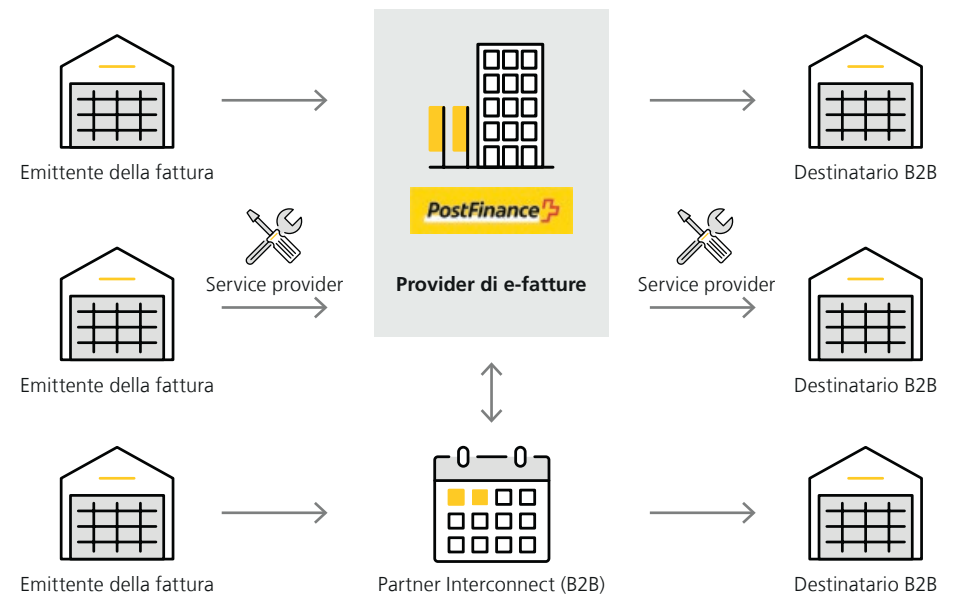 Emittente della fattura
Destinatario B2B
PostFinance
Service provider
Provider di e-fatture
Service provider
Emittente della fattura
Destinatario B2B
Emittente della fattura
Partner Interconnect (B2B)
Destinatario B2B